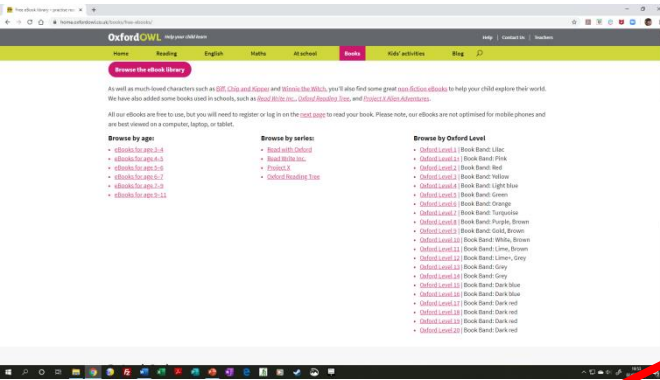 Free eBook library – practise rea
home.oxfordowl.co.uk/books/free-ebooks/
Oxford OWL Help your child learn
Help | Contact Us | Teachers
Home Reading English Maths At school Books Kids' activities Blog
Browse the eBook library
As well as much-loved characters such as Biff, Chip and Kipper and Winnie the Witch, you'll also find some great non-fiction eBooks to help your child explore their world.
We have also added some books used in schools, such as Read Write Inc., Oxford Reading Tree, and Project X Alien Adventures.
All our eBooks are free to use, but you will need to register or log in on the next page to read your book. Please note, our eBooks are not optimised for mobile phones and
are best viewed on a computer, laptop, or tablet.
Browse by age:
eBooks for age 3–4
eBooks for age 4–5
eBooks for age 5–6
eBooks for age 6–7
eBooks for age 7–9
eBooks for age 9–11
Browse by series:
Read with Oxford
Read Write Inc.
Project X
Oxford Reading Tree
Browse by Oxford Level
Oxford Level 1 | Book Band: Lilac
Oxford Level 1+ | Book Band: Pink
Oxford Level 2 | Book Band: Red
Oxford Level 3 | Book Band: Yellow
Oxford Level 4 | Book Band: Light blue
Oxford Level 5 | Book Band: Green
Oxford Level 6 | Book Band: Orange
Oxford Level 7 | Book Band: Turquoise
Oxford Level 8 | Book Band: Purple, Brown
Oxford Level 9 | Book Band: Gold, Brown
Oxford Level 10 | Book Band: White, Brown
Oxford Level 11 | Book Band: Lime, Brown
Oxford Level 12 | Book Band: Lime+, Grey
Oxford Level 13 | Book Band: Grey
Oxford Level 14 | Book Band: Grey
Oxford Level 15 | Book Band: Dark blue
Oxford Level 16 | Book Band: Dark blue
Oxford Level 17 | Book Band: Dark red
Oxford Level 18 | Book Band: Dark red
Oxford Level 19 | Book Band: Dark red
Oxford Level 20 | Book Band: Dark red